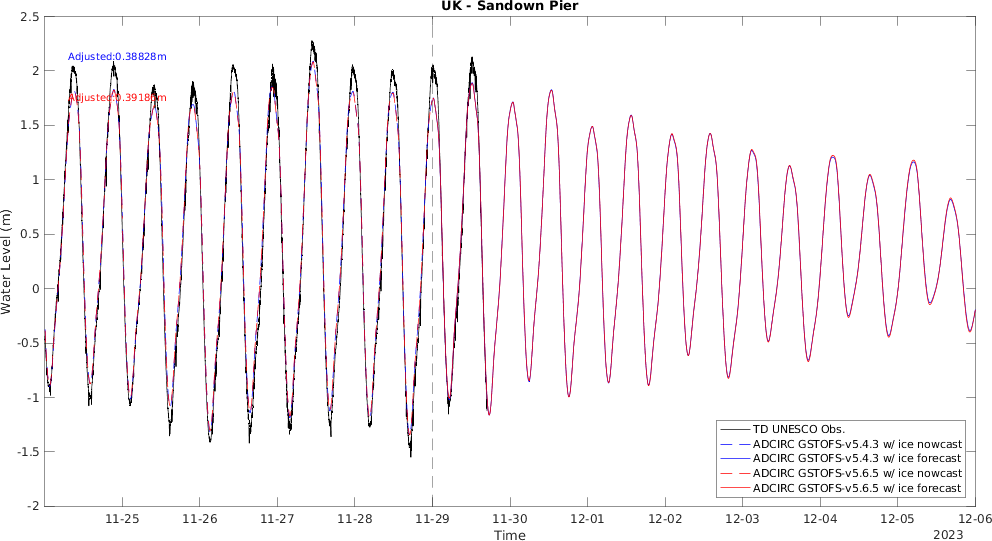 UK - Sandown Pier
2.5
2
1.5
1
0.5
0
-0.5
-1
-1.5
-2
Water Level (m)
Adjusted:0.38828m
11-25
11-26
11-27
11-28
11-29
11-30
12-01
12-02
12-03
12-04
12-05
12-06
Time
2023
TD UNESCO Obs.
ADCIRC GSTOFS-v5.4.3 w/ ice nowcast
ADCIRC GSTOFS-v5.4.3 w/ ice forecast
ADCIRC GSTOFS-v5.6.5 w/ ice nowcast
ADCIRC GSTOFS-v5.6.5 w/ ice forecast